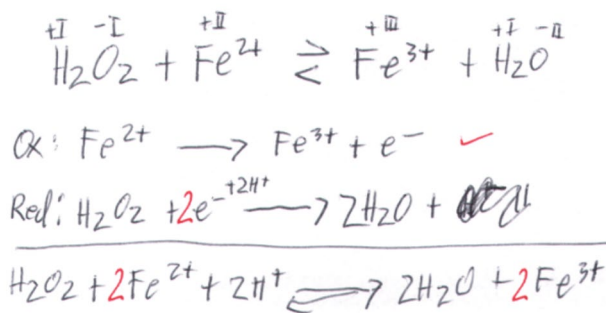 +I -I +II +III +I -II
H₂O₂ + Fe²⁺ ⇌ Fe³⁺ + H₂O
Ox: Fe²⁺ ⟶ Fe³⁺ + e⁻ ✓
Red: H₂O₂ + 2e⁻ +2H⁺ ⟶ 2H₂O +
H₂O₂ + 2Fe²⁺ + 2H⁺ ⇌ 2H₂O + 2Fe³⁺